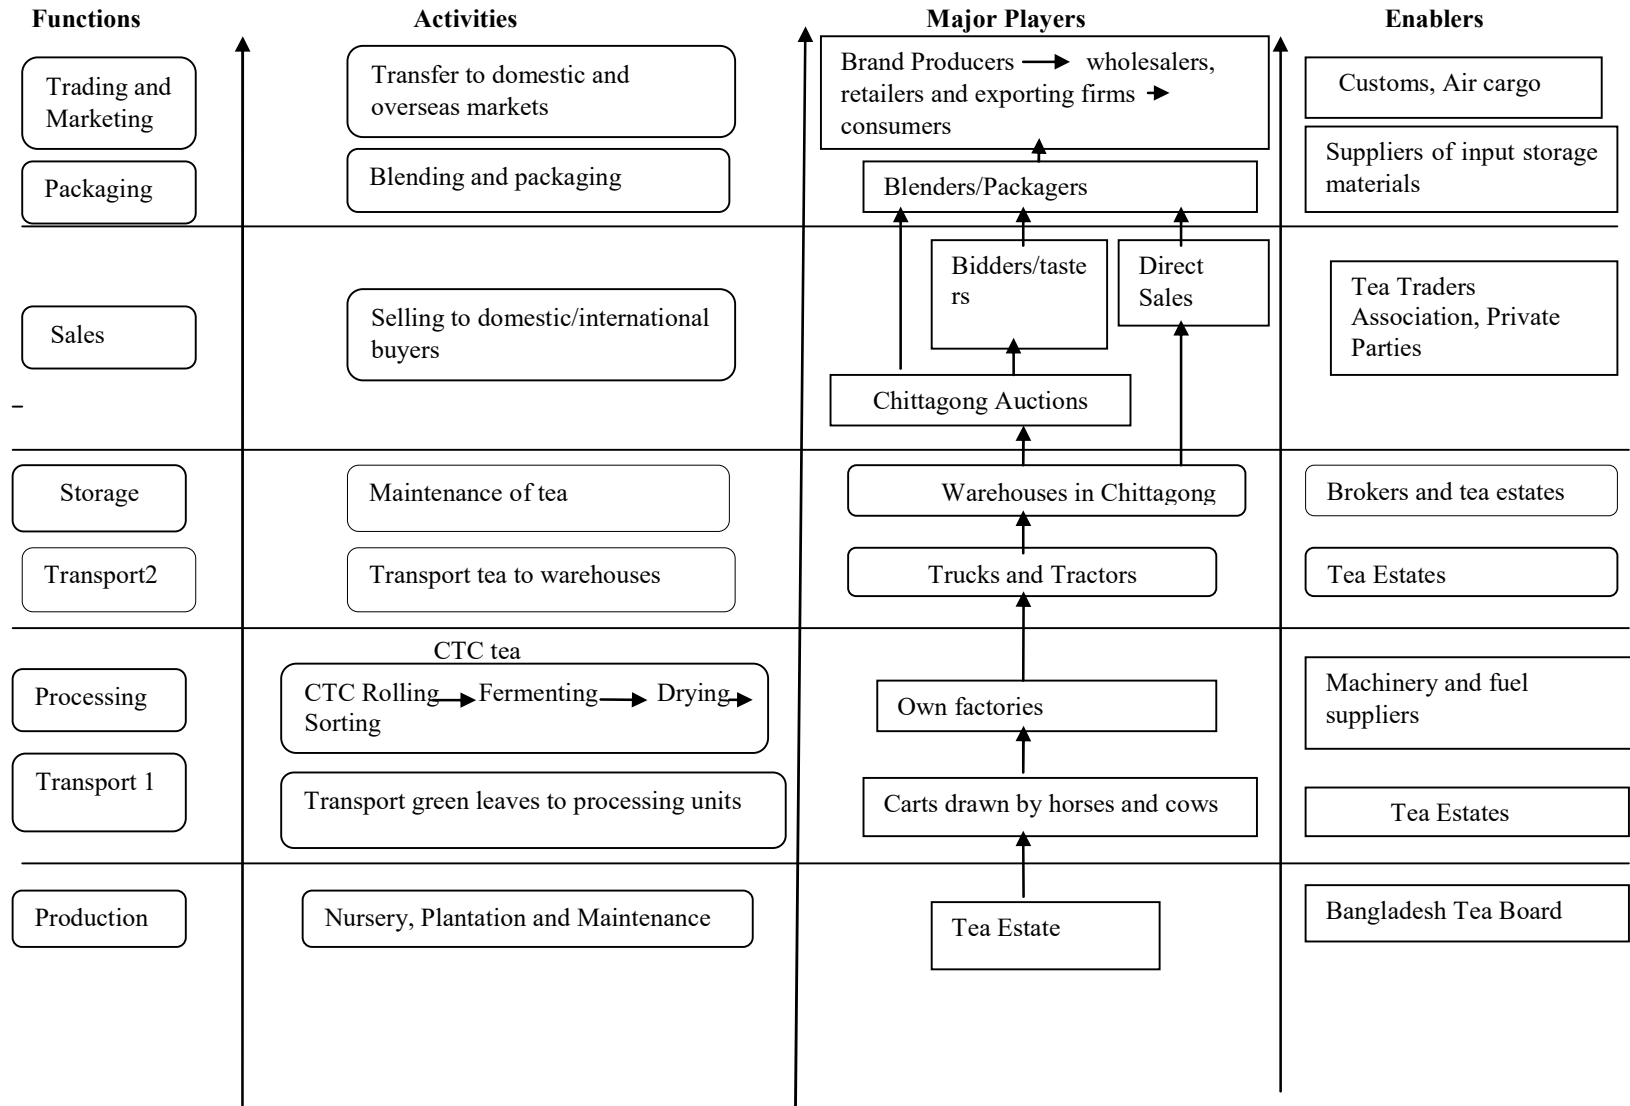 Functions
Activities
Major Players
Enablers
Trading and
Marketing
Transfer to domestic and
overseas markets
Brand Producers → wholesalers,
retailers and exporting firms →
consumers
Customs, Air cargo
Packaging
Blending and packaging
Blenders/Packagers
Suppliers of input storage
materials
Sales
Selling to domestic/international
buyers
Bidders/taste
rs
Direct
Sales
Chittagong Auctions
Tea Traders
Association, Private
Parties
Storage
Maintenance of tea
Warehouses in Chittagong
Brokers and tea estates
Transport2
Transport tea to warehouses
Trucks and Tractors
Tea Estates
Processing
CTC tea
CTC Rolling → Fermenting → Drying →
Sorting
Own factories
Machinery and fuel
suppliers
Transport 1
Transport green leaves to processing units
Carts drawn by horses and cows
Tea Estates
Production
Nursery, Plantation and Maintenance
Tea Estate
Bangladesh Tea Board